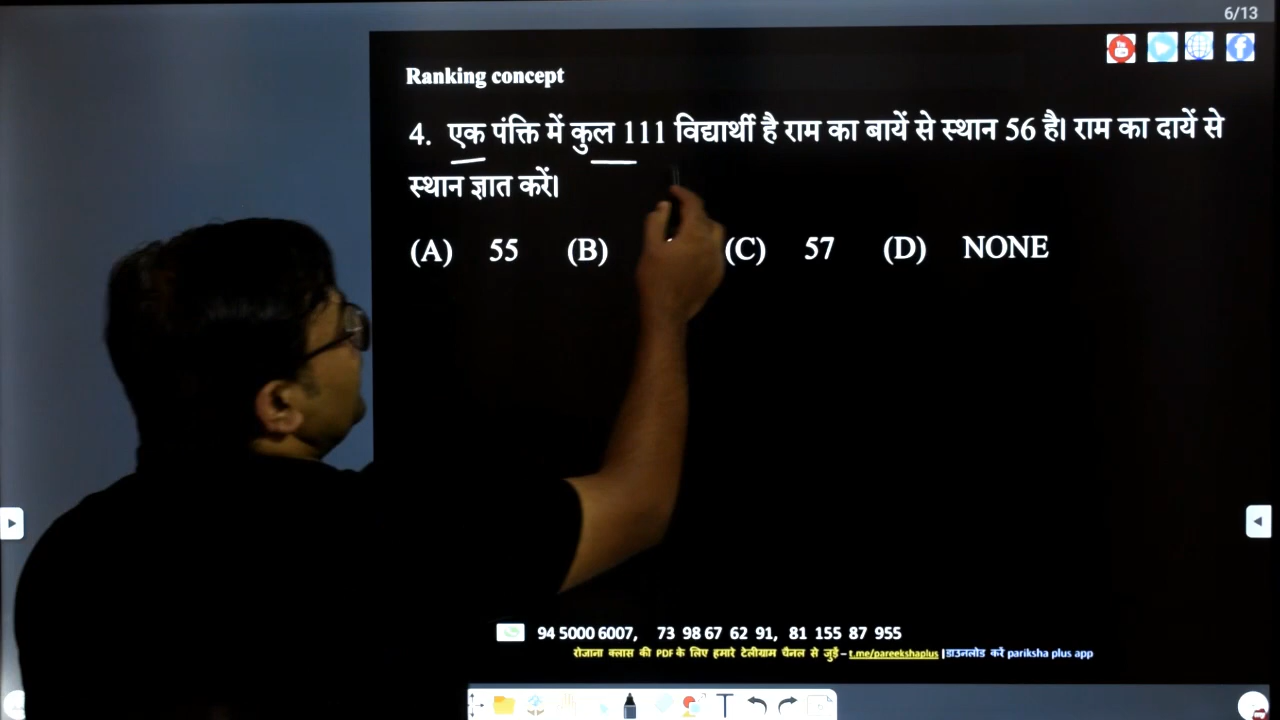 6/13
Ranking concept
4. एक पंक्ति में कुल 111 विद्यार्थी है राम का बायें से स्थान 56 है। राम का दायें से
स्थान ज्ञात करें।
(A) 55 (B) (C) 57 (D) NONE
94 5000 6007, 73 98 67 62 91, 81 155 87 955
रोजाना क्लास की PDF के लिए हमारे टेलीग्राम चैनल से जुड़ें – t.me/pareekshaplus | डाउनलोड करें pariksha plus app